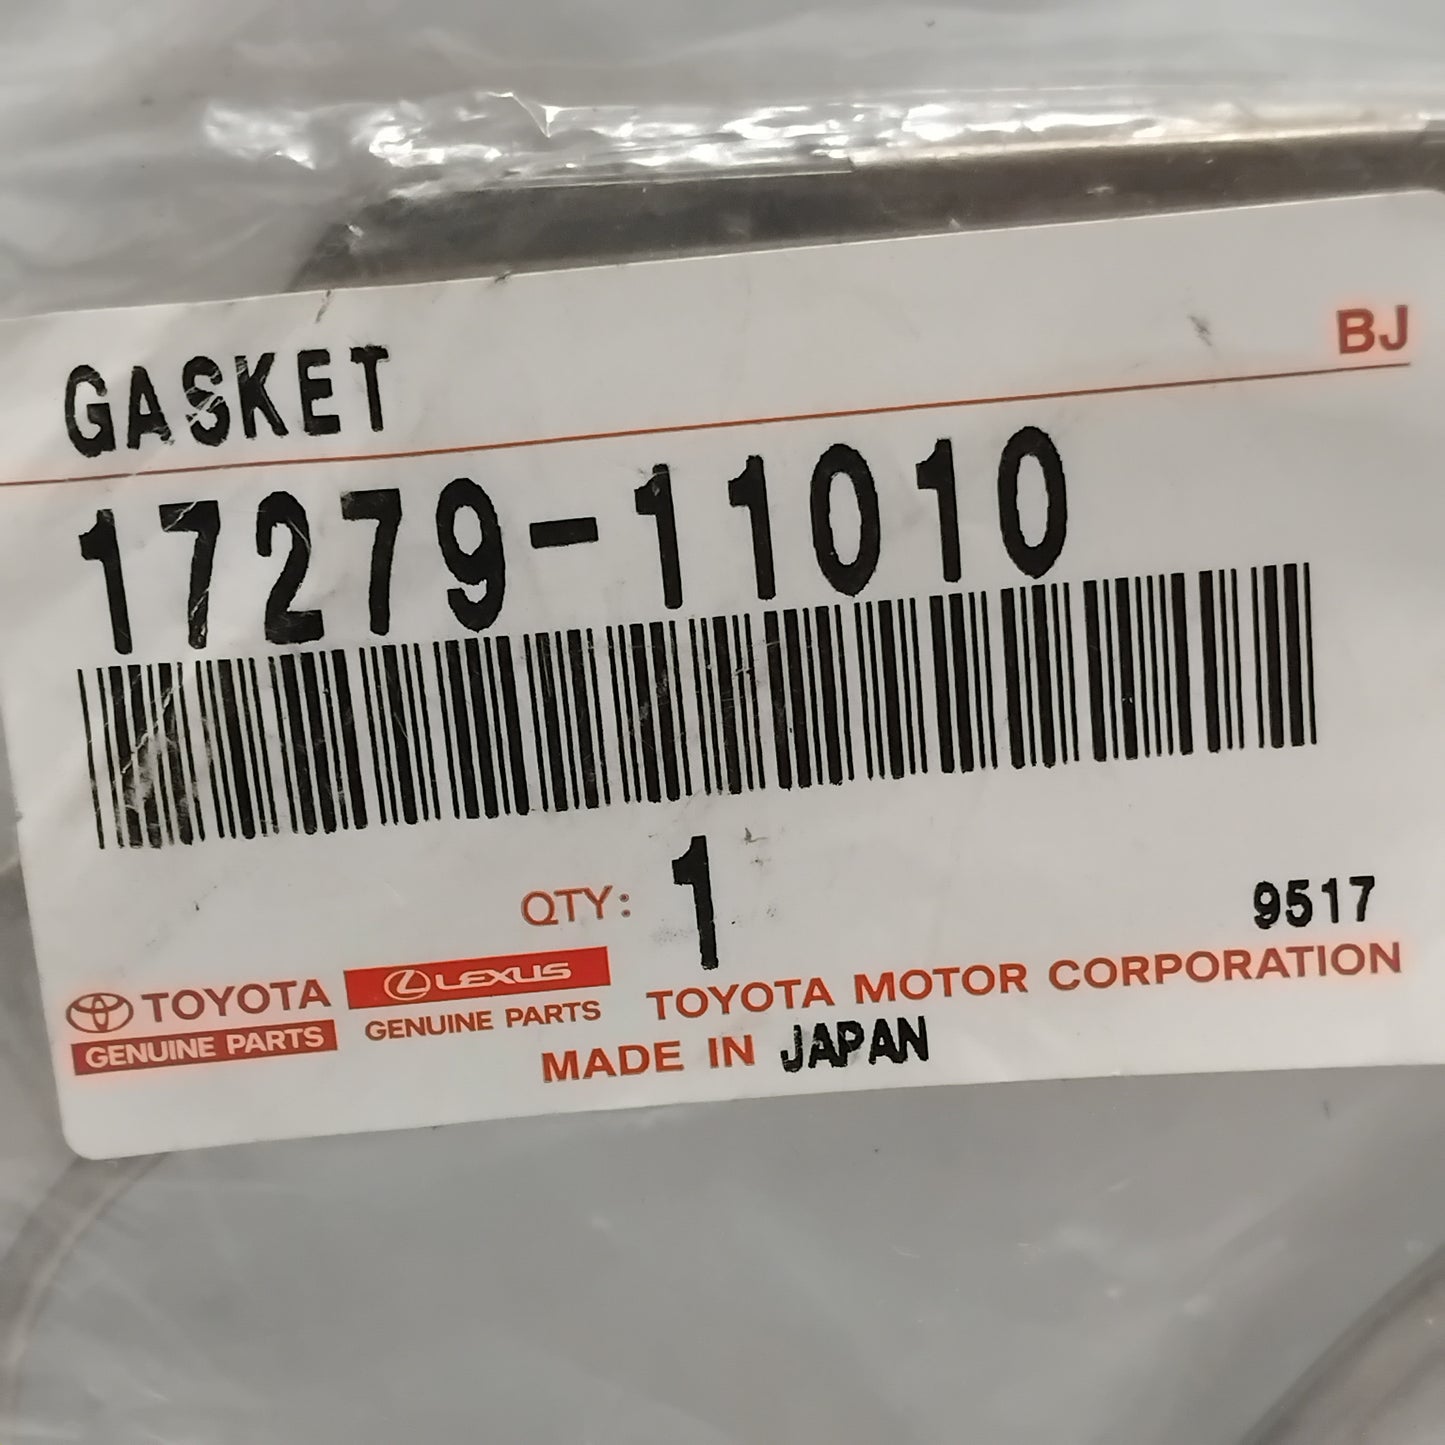 BJ
GASKET
17279-11010
QTY: 1
9517
TOYOTA
GENUINE PARTS
LEXUS
GENUINE PARTS
TOYOTA MOTOR CORPORATION
MADE IN JAPAN